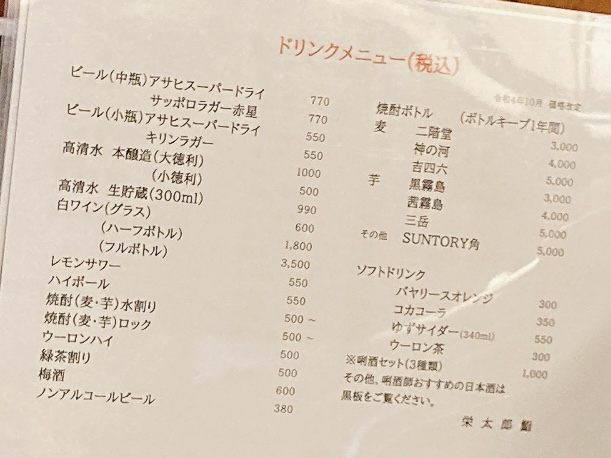 ドリンクメニュー(税込)
ビール(中瓶)アサヒスーパードライ 770
サッポロラガー赤星 770
ビール(小瓶)アサヒスーパードライ 550
キリンラガー 550
高清水 本醸造(大徳利) 1000
(小徳利) 500
高清水 生貯蔵(300ml) 990
白ワイン(グラス) 600
(ハーフボトル) 1,800
(フルボトル) 3,500
レモンサワー 550
ハイボール 550
焼酎(麦・芋)水割り 500～
焼酎(麦・芋)ロック 500～
ウーロンハイ 500
緑茶割り 500
梅酒 600
ノンアルコールビール 380
令和4年10月 価格改定
焼酎ボトル (ボトルキープ1年間)
麦 二階堂 3,000
神の河 4,000
吉四六 5,000
芋 黒霧島 3,000
茜霧島 4,000
三岳 5,000
その他 SUNTORY角 5,000
ソフトドリンク
バヤリースオレンジ 300
コカコーラ 350
ゆずサイダー(340ml) 550
ウーロン茶 300
※唎酒セット(3種類) 1,000
その他、唎酒師おすすめの日本酒は
黒板をご覧ください。
栄太郎鮨